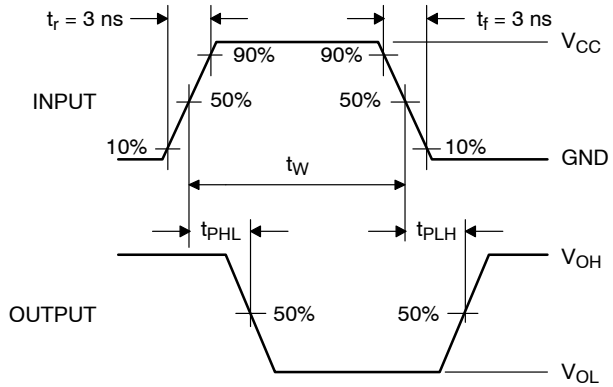 tr = 3 ns
tf = 3 ns
VCC
90%
90%
INPUT
50%
50%
10%
10%
GND
tW
tPHL
tPLH
VOH
OUTPUT
50%
50%
VOL